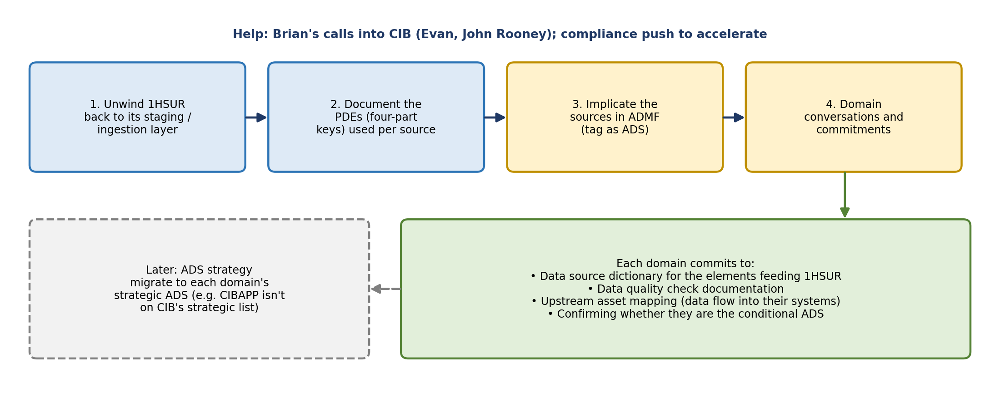 Help: Brian's calls into CIB (Evan, John Rooney); compliance push to accelerate
1. Unwind 1HSUR
back to its staging /
ingestion layer
2. Document the
PDEs (four-part
keys) used per source
3. Implicate the
sources in ADMF
(tag as ADS)
4. Domain
conversations and
commitments
Later: ADS strategy
migrate to each domain's
strategic ADS (e.g. CIBAPP isn't
on CIB's strategic list)
Each domain commits to:
• Data source dictionary for the elements feeding 1HSUR
• Data quality check documentation
• Upstream asset mapping (data flow into their systems)
• Confirming whether they are the conditional ADS